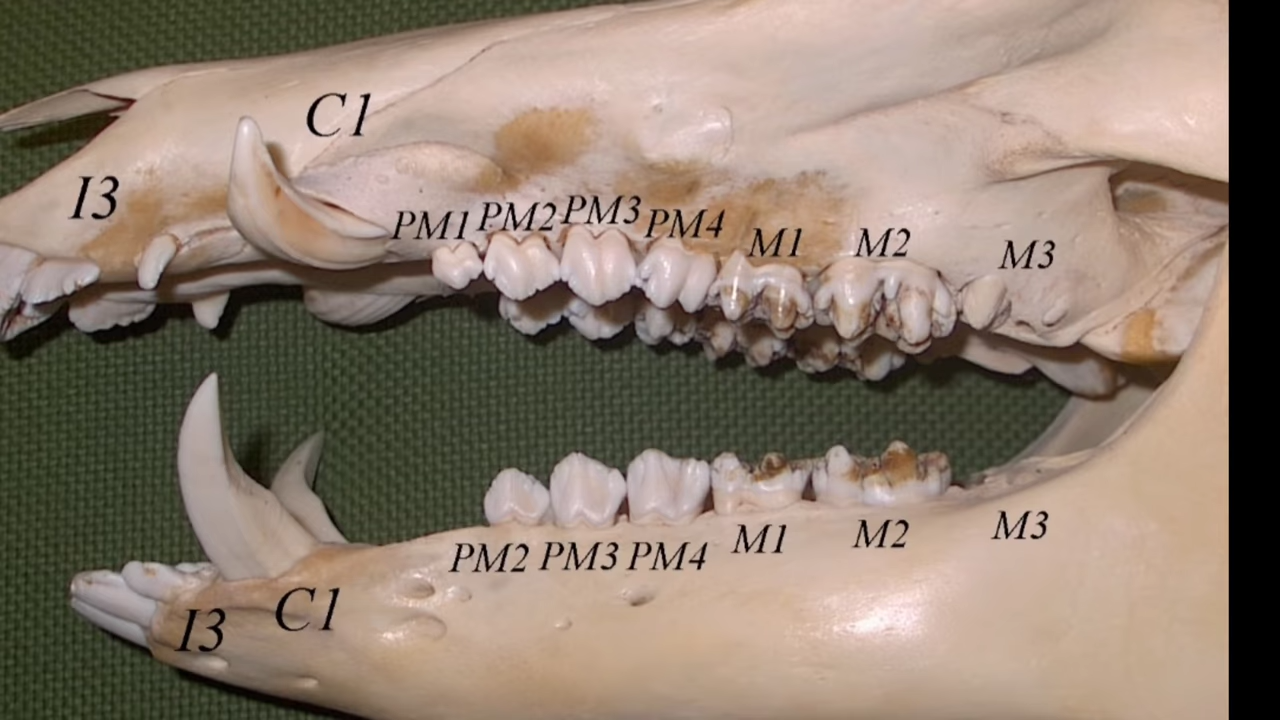 C1
I3
PM1 PM2 PM3 PM4 M1 M2 M3
PM2 PM3 PM4 M1 M2 M3
I3 C1